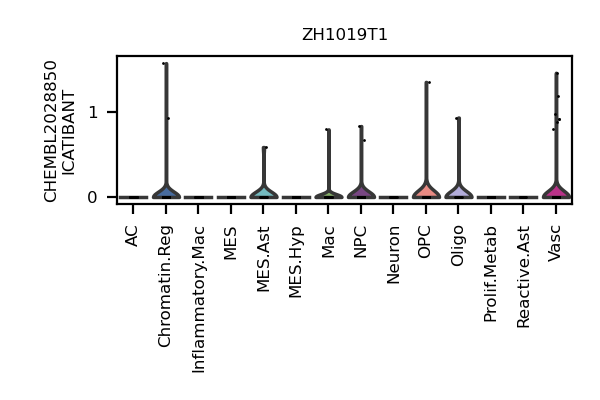 ZH1019T1
CHEMBL2028850
ICATIBANT
1
0
AC
Chromatin.Reg
Inflammatory.Mac
MES
MES.Ast
MES.Hyp
Mac
NPC
Neuron
OPC
Oligo
Prolif.Metab
Reactive.Ast
Vasc